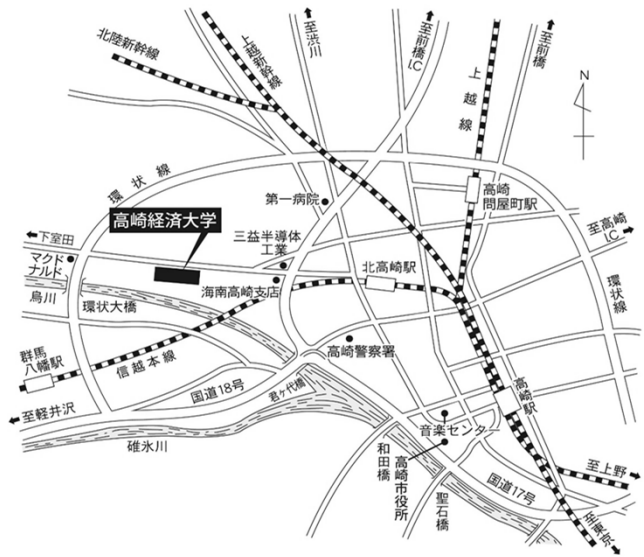 至渋川
至前橋I.C
至前橋
北陸新幹線
上越新幹線
上越線
N
環状線
第一病院
高崎問屋町駅
高崎経済大学
下室田
三益半導体工業
至高崎I.C
マクドナルド
北高崎駅
烏川
環状大橋
海南高崎支店
環状線
群馬八幡駅
信越本線
高崎警察署
国道18号
君ヶ代橋
高崎駅
至軽井沢
音楽センタ
碓氷川
和田橋
高崎市役所
聖石橋
国道17号
至上野
至東京